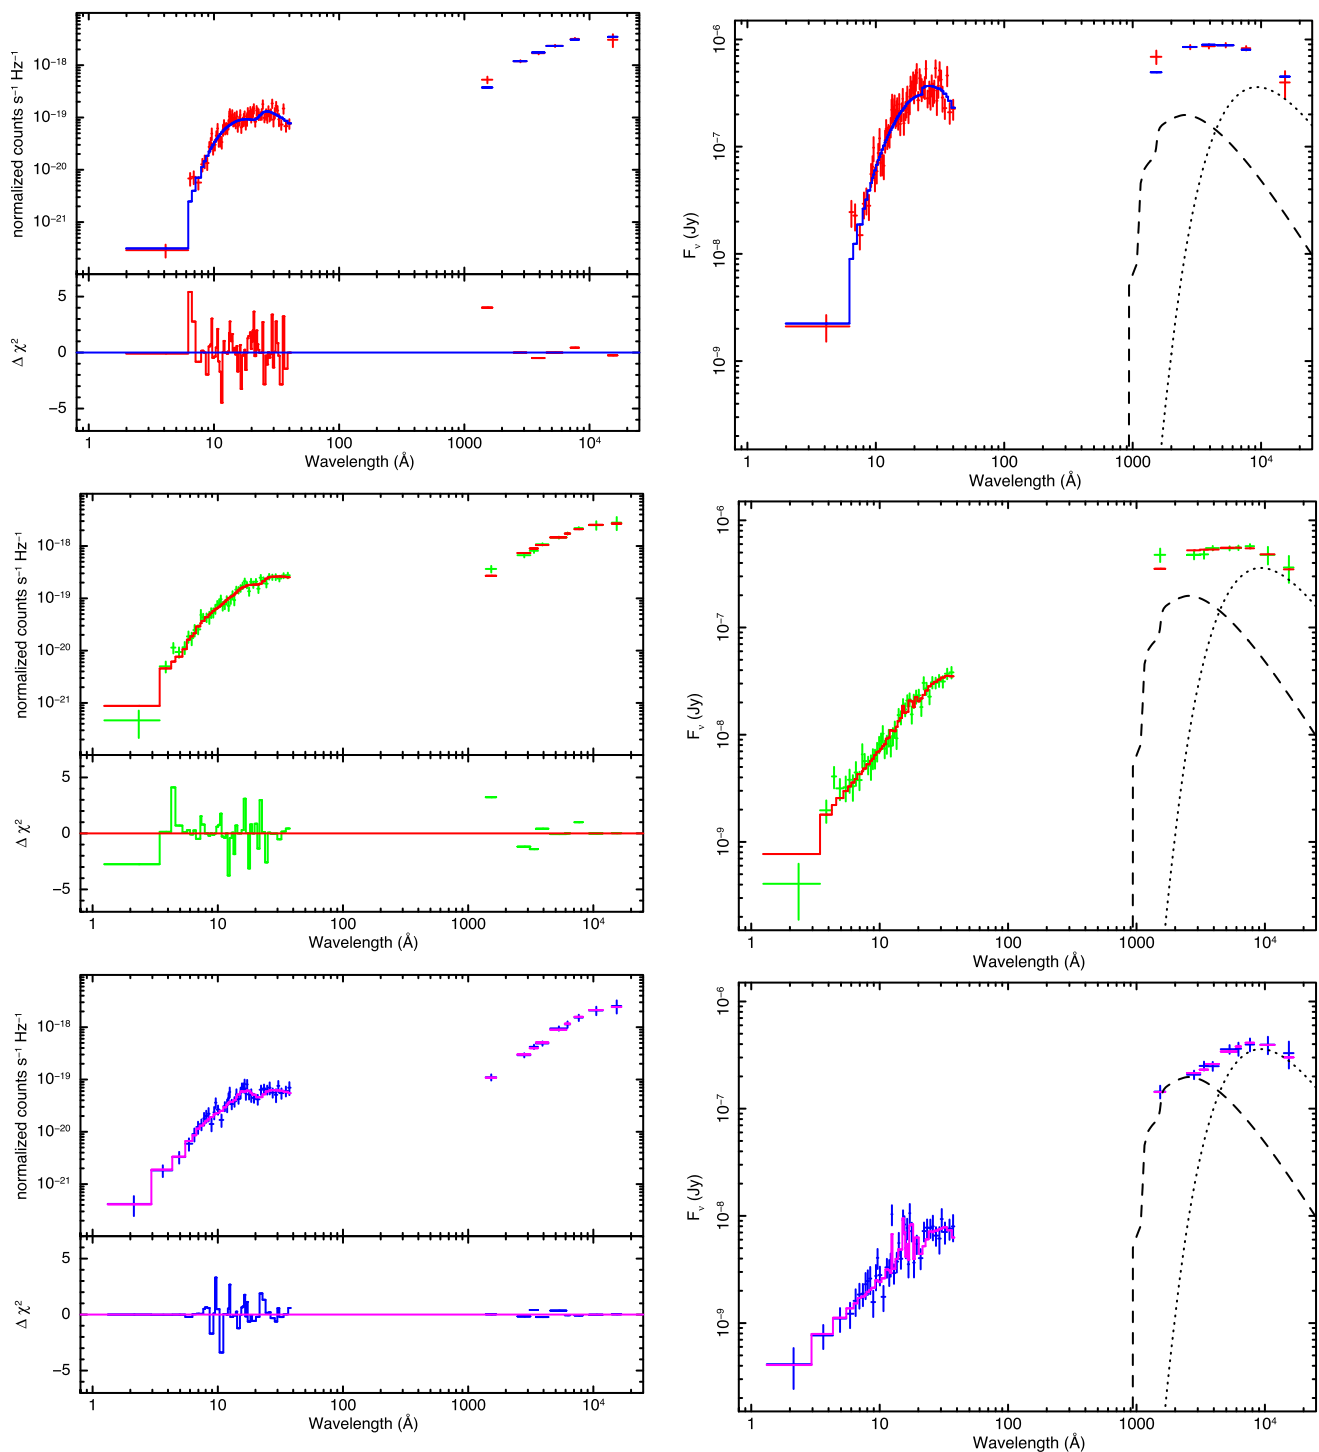 normalized counts s⁻¹ Hz⁻¹
10⁻¹⁸
10⁻¹⁹
10⁻²⁰
10⁻²¹
Δ χ²
5
0
−5
1 10 100 1000 10⁴
Wavelength (Å)
Fν (Jy)
10⁻⁶
10⁻⁷
10⁻⁸
10⁻⁹
1 10 100 1000 10⁴
Wavelength (Å)
normalized counts s⁻¹ Hz⁻¹
10⁻¹⁸
10⁻¹⁹
10⁻²⁰
10⁻²¹
Δ χ²
5
0
−5
1 10 100 1000 10⁴
Wavelength (Å)
Fν (Jy)
10⁻⁶
10⁻⁷
10⁻⁸
10⁻⁹
1 10 100 1000 10⁴
Wavelength (Å)
normalized counts s⁻¹ Hz⁻¹
10⁻¹⁸
10⁻¹⁹
10⁻²⁰
10⁻²¹
Δ χ²
5
0
−5
1 10 100 1000 10⁴
Wavelength (Å)
Fν (Jy)
10⁻⁶
10⁻⁷
10⁻⁸
10⁻⁹
1 10 100 1000 10⁴
Wavelength (Å)